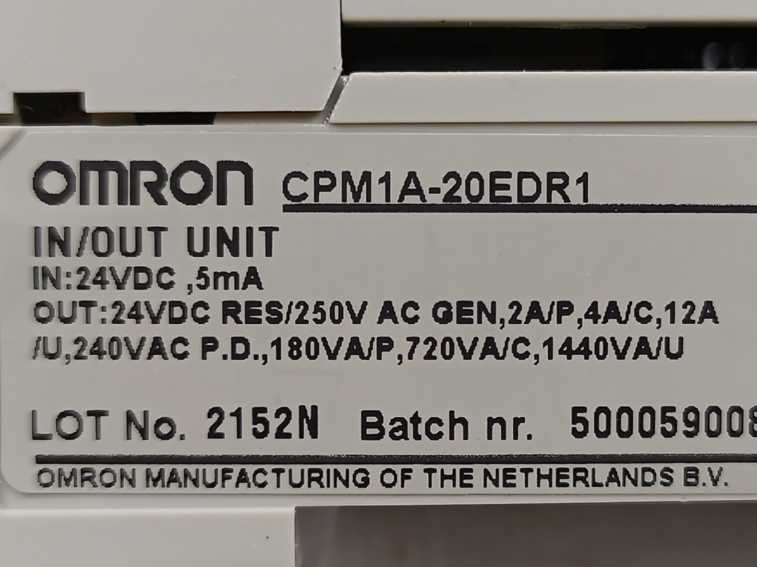 OMRON CPM1A-20EDR1
IN/OUT UNIT
IN:24VDC ,5mA
OUT:24VDC RES/250V AC GEN,2A/P,4A/C,12A
/U,240VAC P.D.,180VA/P,720VA/C,1440VA/U
LOT No. 2152N Batch nr. 500059008
OMRON MANUFACTURING OF THE NETHERLANDS B.V.